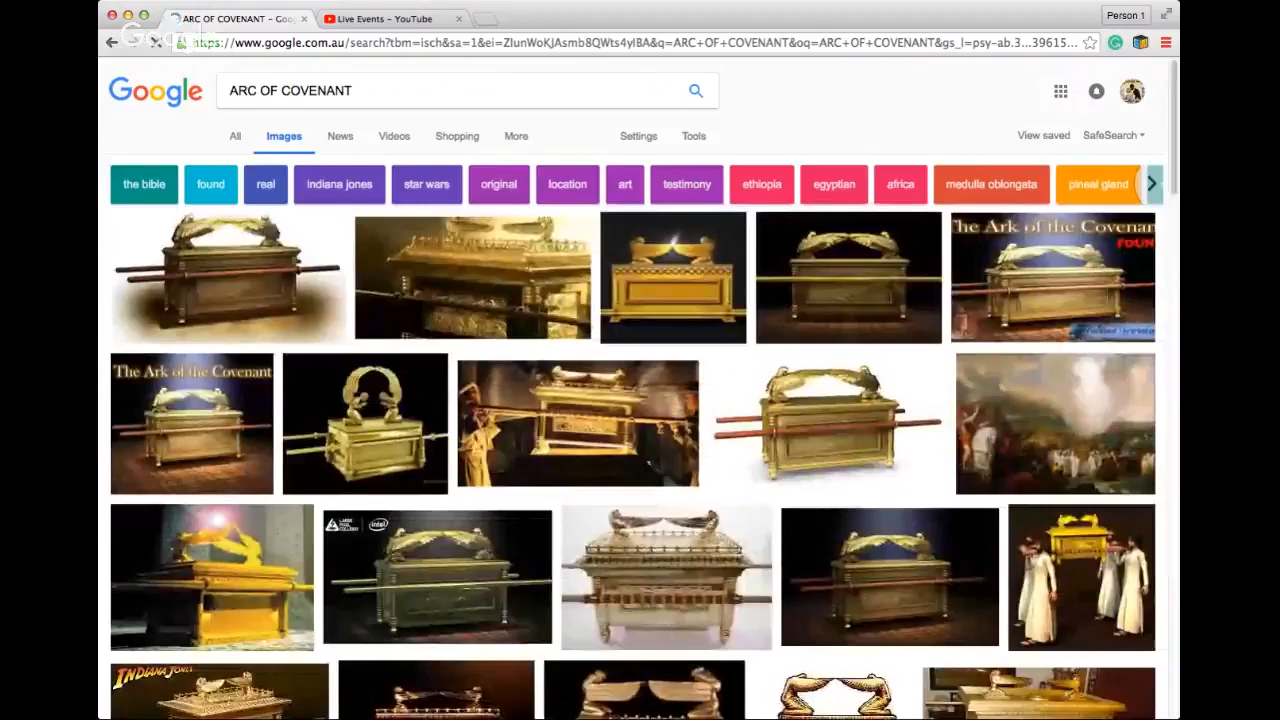 ARC OF COVENANT - Goo
Live Events - YouTube
Person 1
https://www.google.com.au/search?tbm=isch&sa=1&ei=
&q=ARC+OF+COVENANT&oq=ARC+OF+COVENANT&gs_l=psy-ab.3...39615...
Google
ARC OF COVENANT
All Images News Videos Shopping More Settings Tools View saved SafeSearch
the bible found real indiana jones star wars original location art testimony ethiopia egyptian africa medulla oblongata pineal gland
The Ark of the Covenan
FOUN
The Ark of the Covenant
intel
INDIANA JONES